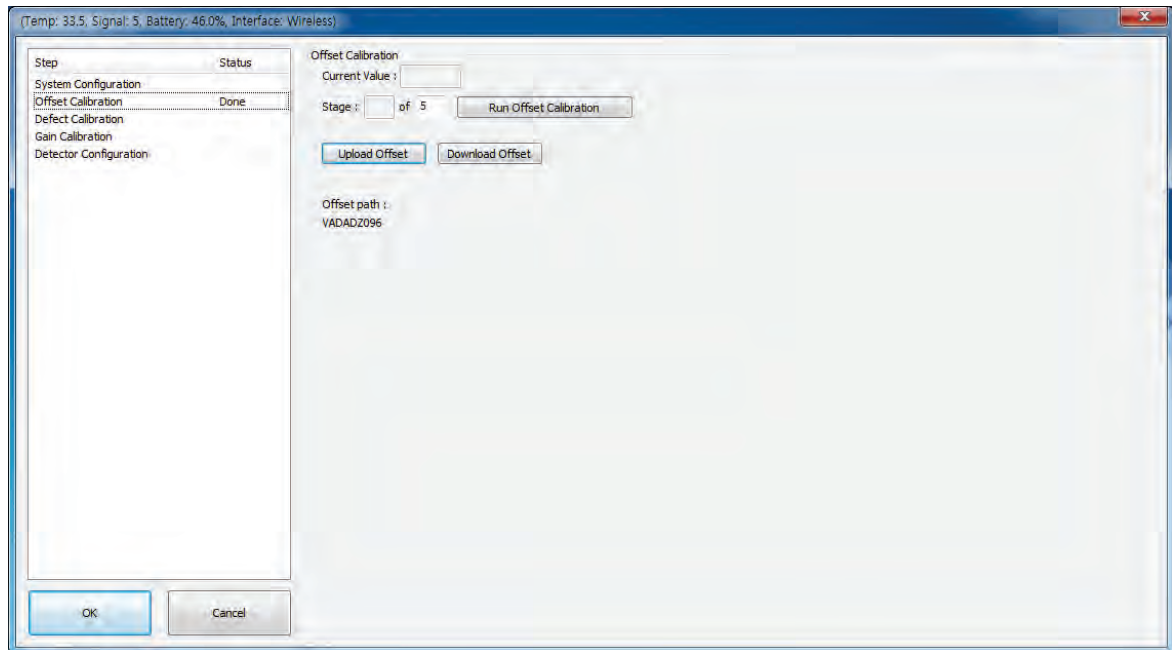 (Temp: 33.5, Signal: 5, Battery: 46.0%, Interface: Wireless)
Step Status
System Configuration
Offset Calibration Done
Defect Calibration
Gain Calibration
Detector Configuration
OK Cancel
Offset Calibration
Current Value :
Stage : of 5 Run Offset Calibration
Upload Offset Download Offset
Offset path :
VADADZ096